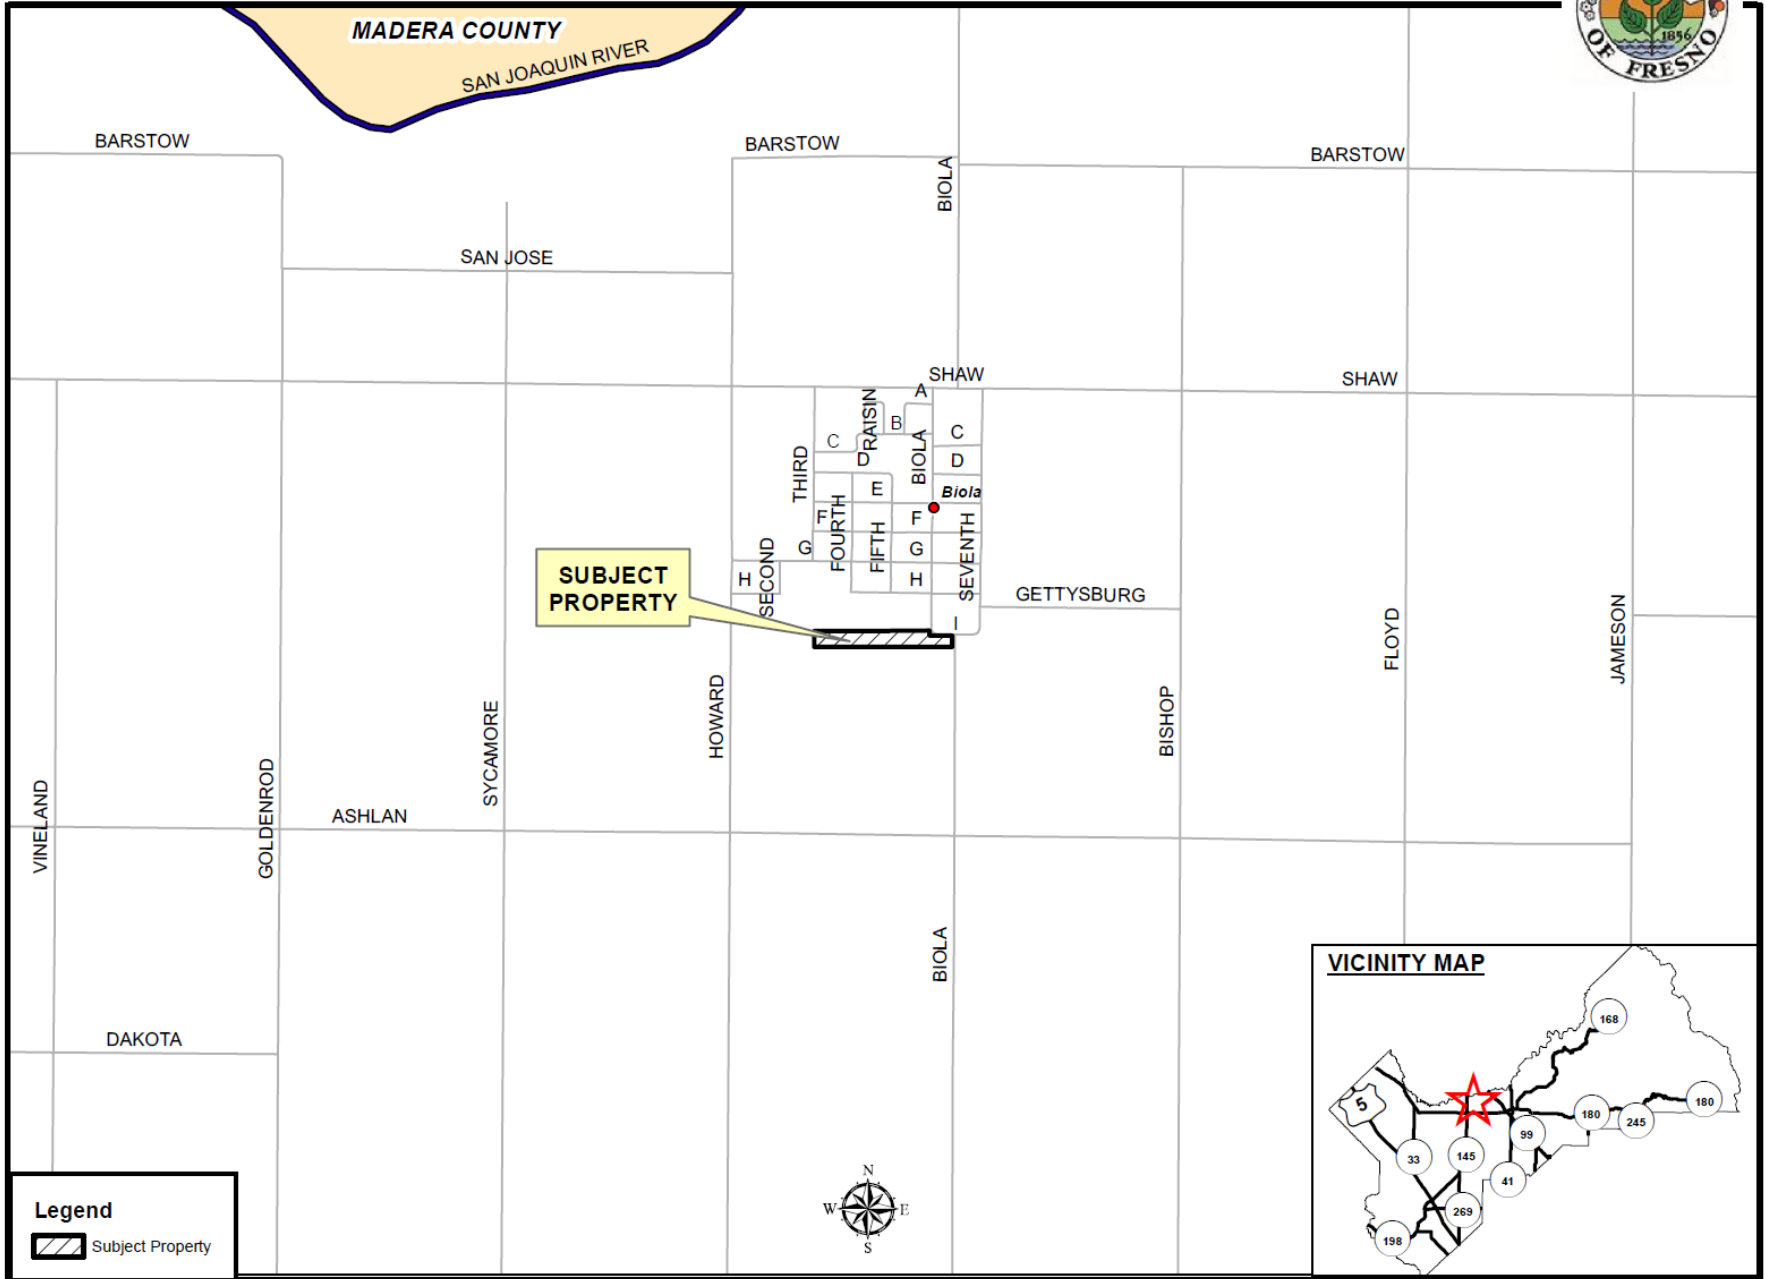 MADERA COUNTY
SAN JOAQUIN RIVER
1856
OF FRESNO
BARSTOW
BARSTOW
BARSTOW
BIOLA
SAN JOSE
SHAW
SHAW
A
RAISIN
B
C
C
THIRD
BIOLA
D
D
E
Biola
F
FOURTH
F
FIFTH
SEVENTH
G
G
SECOND
H
H
SUBJECT
PROPERTY
GETTYSBURG
I
FLOYD
JAMESON
HOWARD
BISHOP
SYCAMORE
GOLDENROD
VINELAND
ASHLAN
BIOLA
DAKOTA
VICINITY MAP
168
5
180
180
245
99
33
145
41
269
198
N
W
E
S
Legend
Subject Property